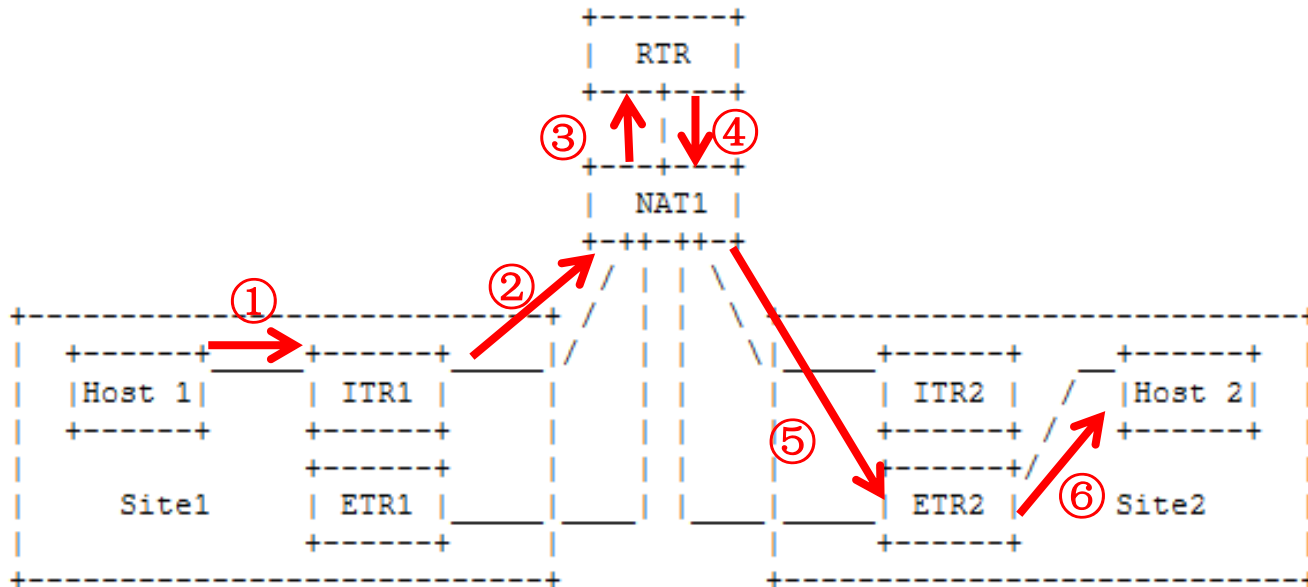 RTR
③ ④
NAT1
① ②
Host 1 ITR1 ITR2 Host 2
⑤
Site1 ETR1 ETR2 ⑥ Site2